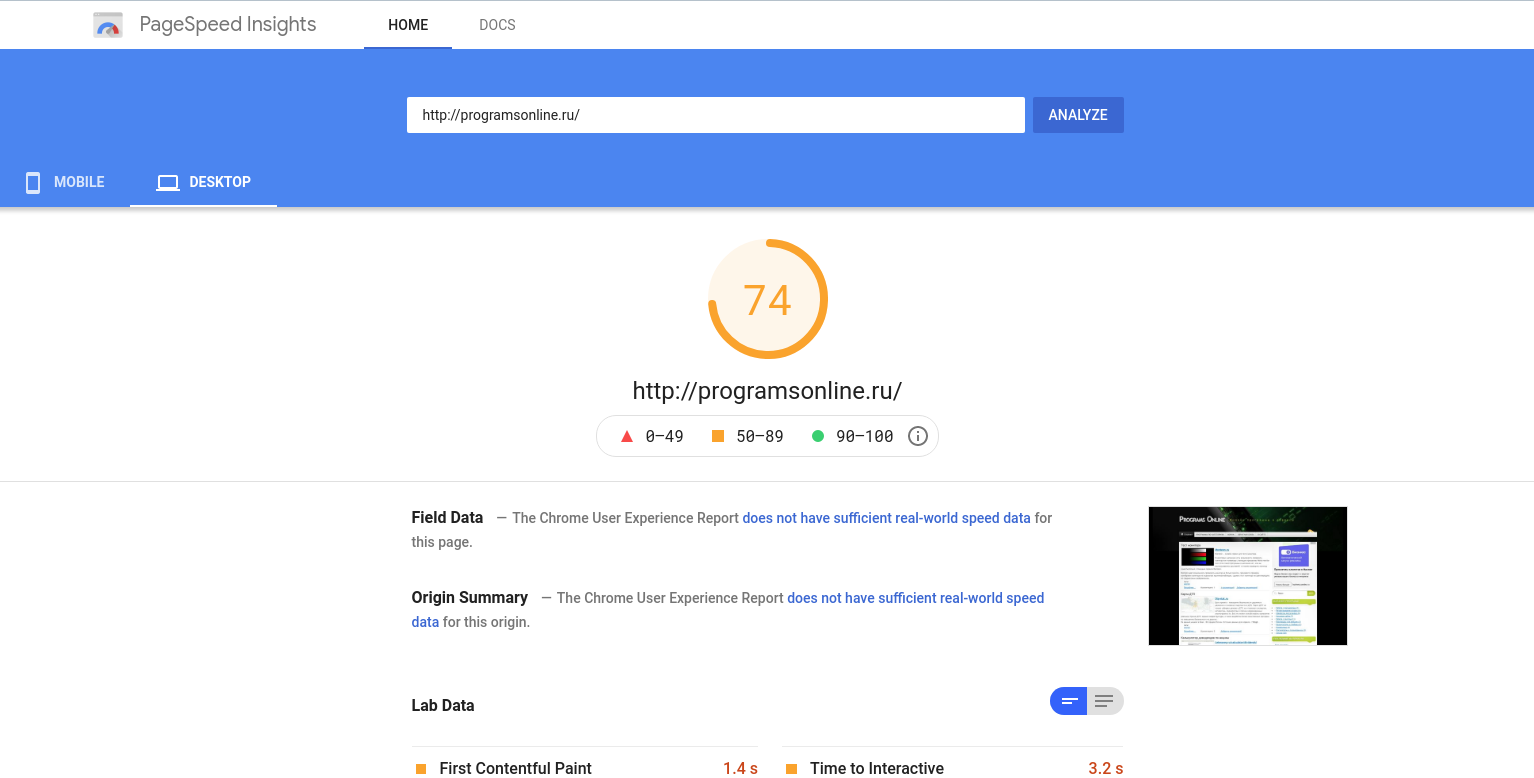 PageSpeed Insights
HOME
DOCS
http://programsonline.ru/
ANALYZE
MOBILE
DESKTOP
74
http://programsonline.ru/
0–49
50–89
90–100
Field Data — The Chrome User Experience Report does not have sufficient real-world speed data for
this page.
Origin Summary — The Chrome User Experience Report does not have sufficient real-world speed
data for this origin.
Programs Online
Lab Data
First Contentful Paint 1.4 s
Time to Interactive 3.2 s